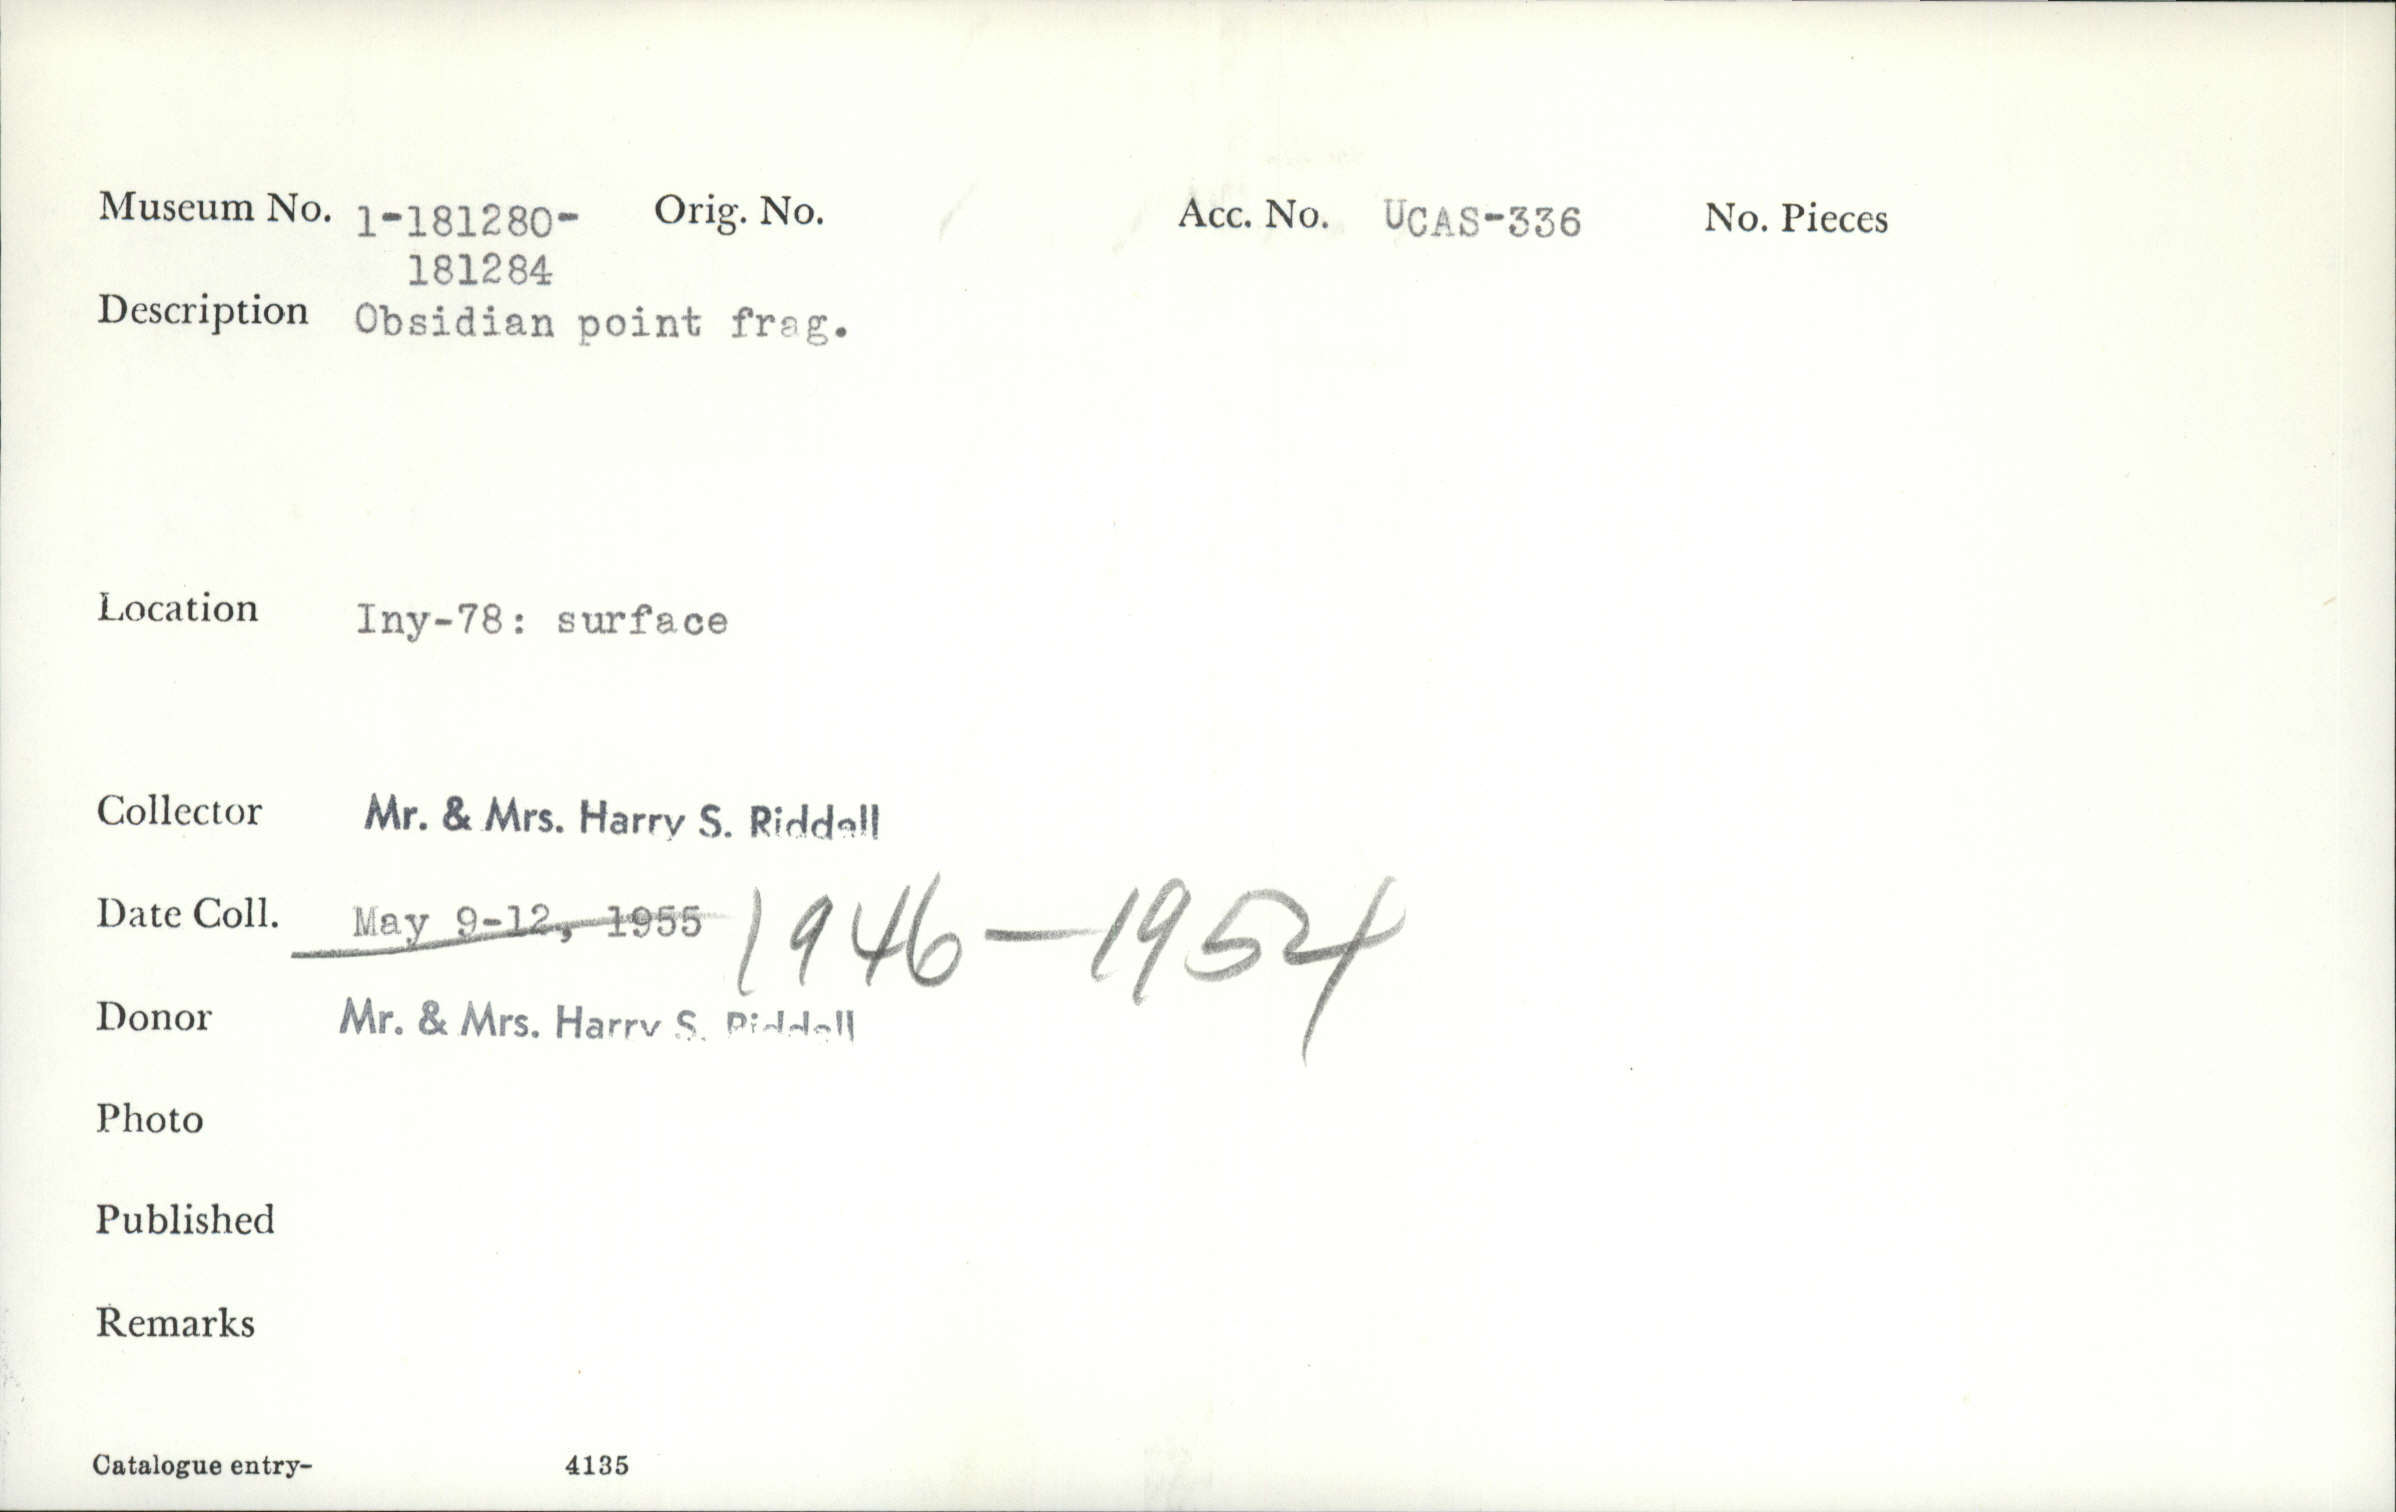 Museum No. 1-181280- Orig. No. Acc. No. UCAS-336 No. Pieces
181284
Description Obsidian point frag.
Location Iny-78: surface
Collector Mr. & Mrs. Harry S. Riddell
Date Coll. May 9-12, 1955 1946-1954
Donor Mr. & Mrs. Harry S. Riddell
Photo
Published
Remarks
Catalogue entry- 4135